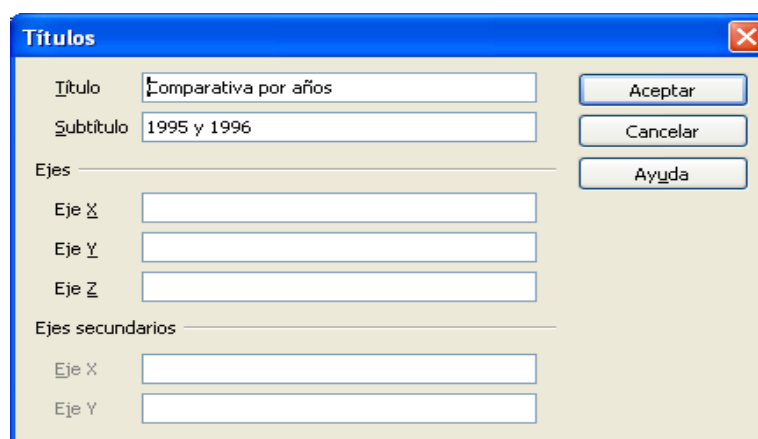 Títulos
Título Comparativa por años
Subtítulo 1995 y 1996
Aceptar
Cancelar
Ayuda
Ejes
Eje X
Eje Y
Eje Z
Ejes secundarios
Eje X
Eje Y